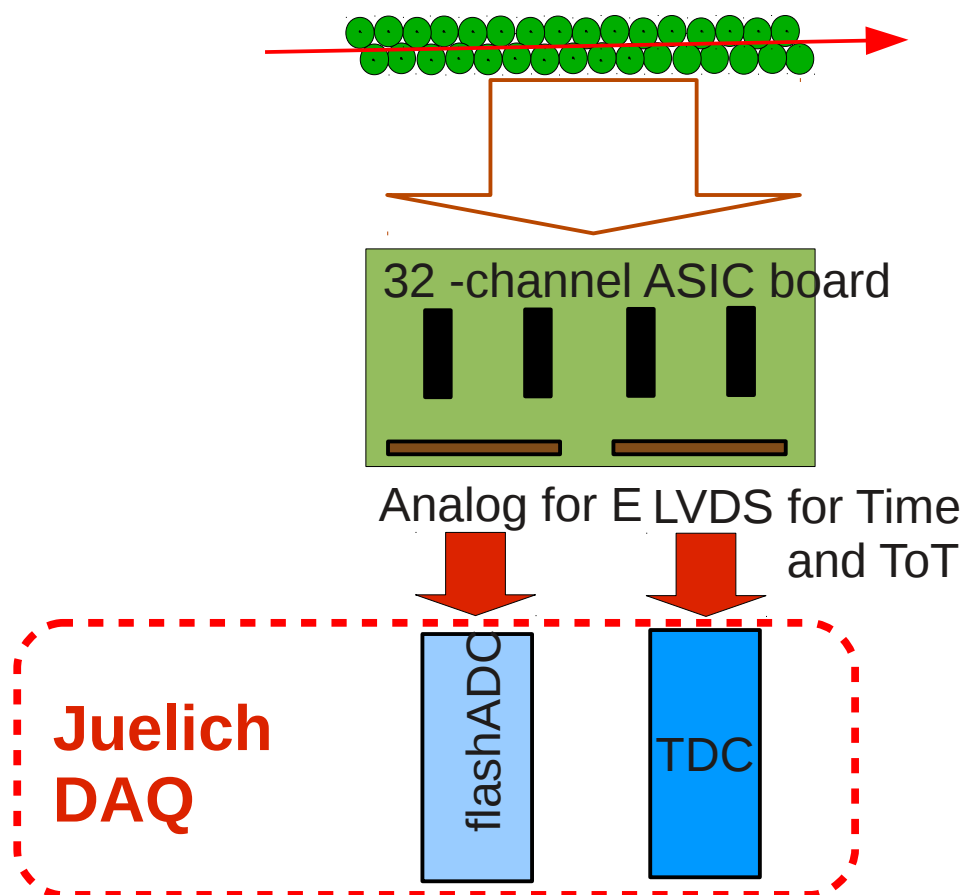 32 -channel ASIC board
Analog for E
LVDS for Time
and ToT
Juelich
DAQ
flashADC
TDC